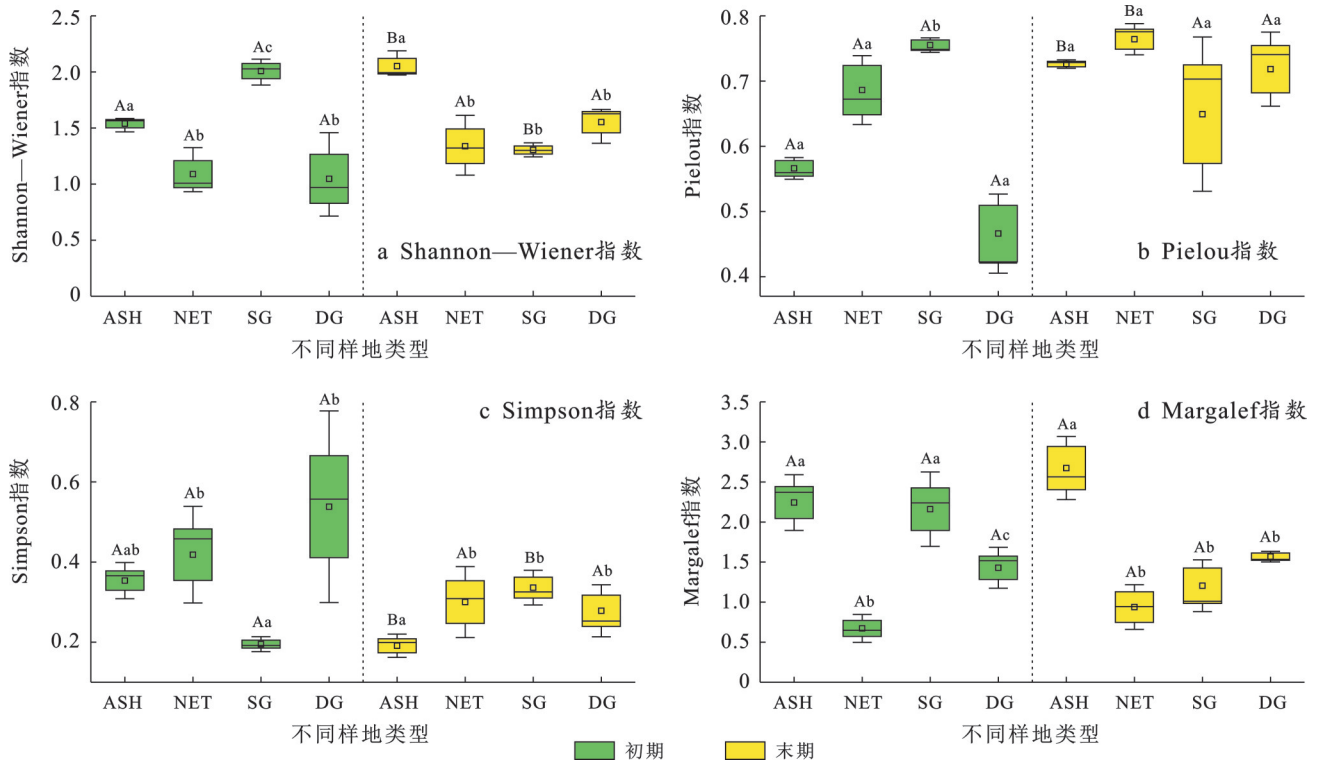 2.5
2.0
1.5
1.0
0.5
0
Shannon—Wiener指数
Aa
Ab
Ac
Ab
Ba
Ab
Bb
Ab
a Shannon—Wiener指数
ASH NET SG DG ASH NET SG DG
不同样地类型
0.8
0.7
0.6
0.5
0.4
Pielou指数
Aa
Aa
Ab
Aa
Ba
Ba
Aa
Aa
b Pielou指数
ASH NET SG DG ASH NET SG DG
不同样地类型
0.8
0.6
0.4
0.2
Simpson指数
Aab
Ab
Aa
Ab
Ba
Ab
Bb
Ab
c Simpson指数
ASH NET SG DG ASH NET SG DG
不同样地类型
3.5
3.0
2.5
2.0
1.5
1.0
0.5
0
Margalef指数
Aa
Ab
Aa
Ac
Aa
Ab
Ab
Ab
d Margalef指数
ASH NET SG DG ASH NET SG DG
不同样地类型
初期 末期